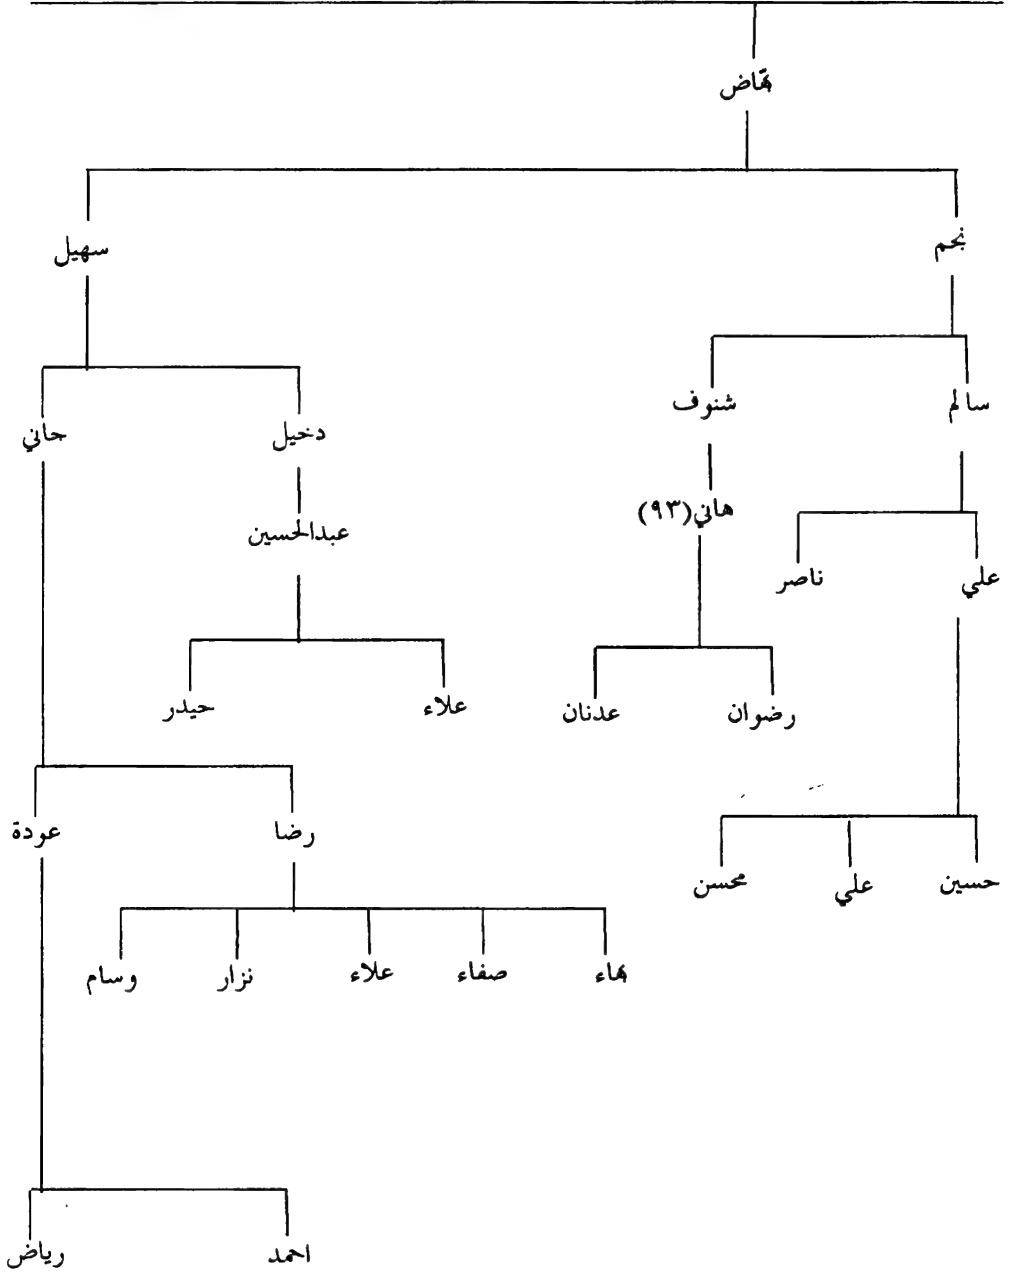 نهاض
نجم
سهيل
سالم
شنوف
دخيل
حاني
هاني(٩٣)
عبدالحسين
علي
ناصر
رضوان
عدنان
علاء
حيدر
رضا
عودة
حسين
علي
محسن
بهاء
صفاء
علاء
نزار
وسام
احمد
رياض